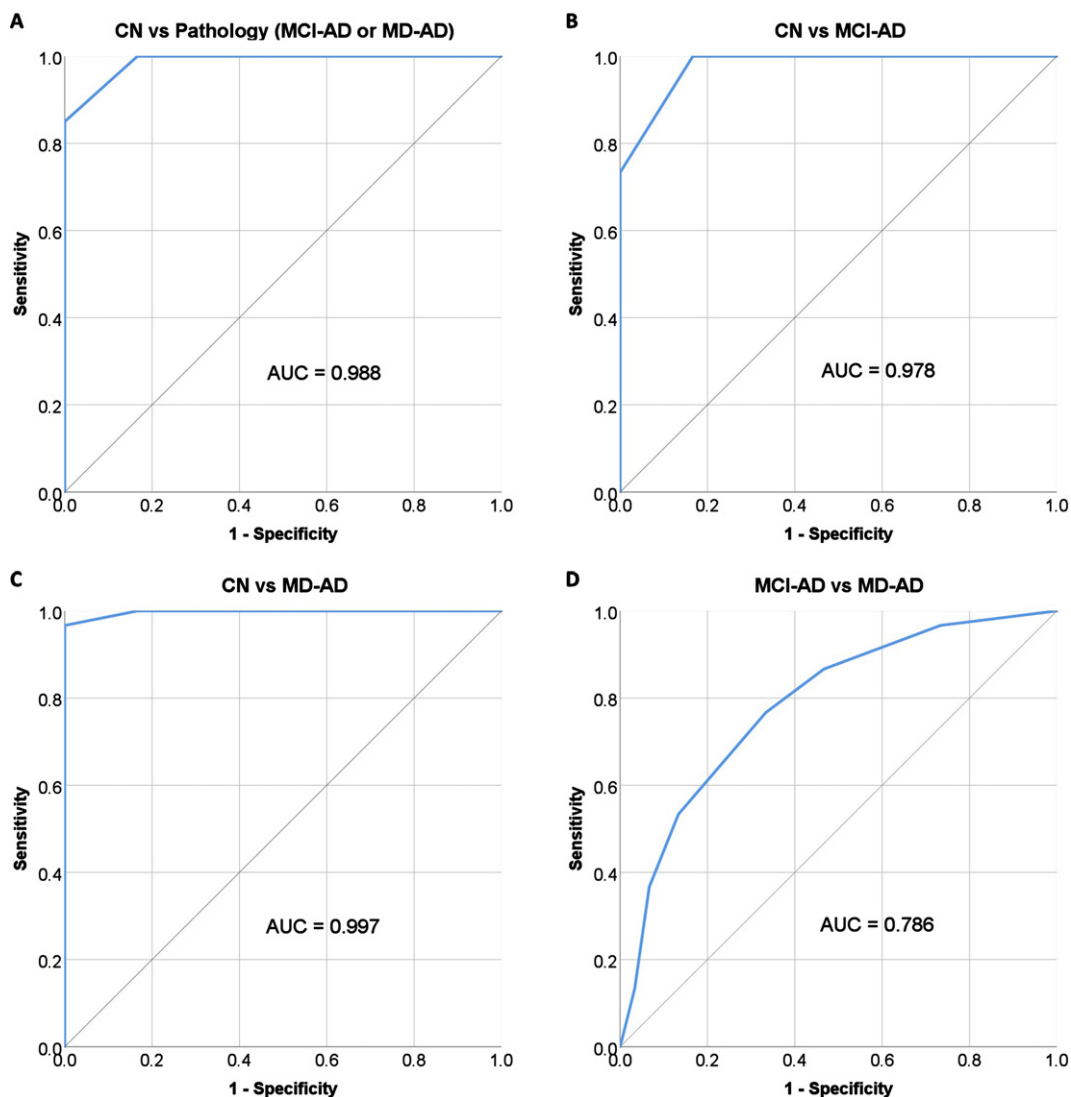 A
CN vs Pathology (MCI-AD or MD-AD)
1.0
0.8
0.6
0.4
0.2
0.0
Sensitivity
AUC = 0.988
0.0 0.2 0.4 0.6 0.8 1.0
1 - Specificity
B
CN vs MCI-AD
1.0
0.8
0.6
0.4
0.2
0.0
Sensitivity
AUC = 0.978
0.0 0.2 0.4 0.6 0.8 1.0
1 - Specificity
C
CN vs MD-AD
1.0
0.8
0.6
0.4
0.2
0.0
Sensitivity
AUC = 0.997
0.0 0.2 0.4 0.6 0.8 1.0
1 - Specificity
D
MCI-AD vs MD-AD
1.0
0.8
0.6
0.4
0.2
0.0
Sensitivity
AUC = 0.786
0.0 0.2 0.4 0.6 0.8 1.0
1 - Specificity